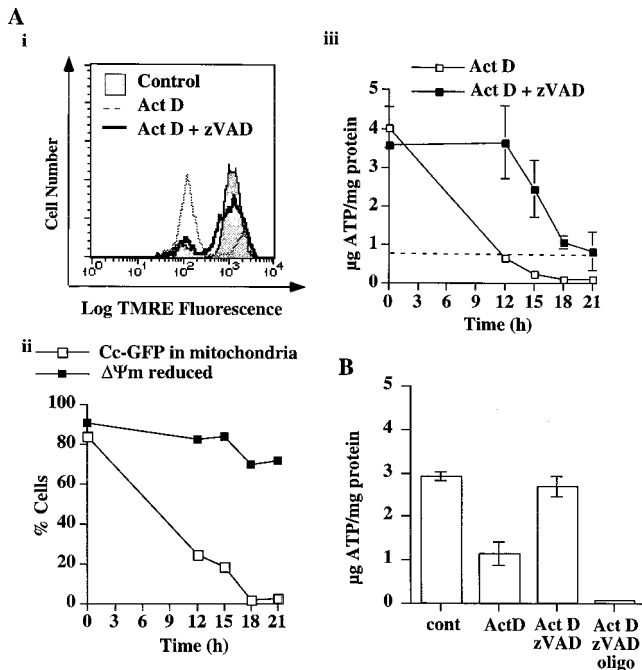 A
i
Control
Act D
Act D + zVAD
Cell Number
10⁰ 10¹ 10² 10³ 10⁴
Log TMRE Fluorescence
ii
Cc-GFP in mitochondria
ΔΨm reduced
100
80
60
40
20
0
% Cells
0 3 6 9 12 15 18 21
Time (h)
iii
Act D
Act D + zVAD
5
4
3
2
1
0
µg ATP/mg protein
0 3 6 9 12 15 18 21
Time (h)
B
5
4
3
2
1
0
µg ATP/mg protein
cont ActD Act D Act D
zVAD zVAD
oligo